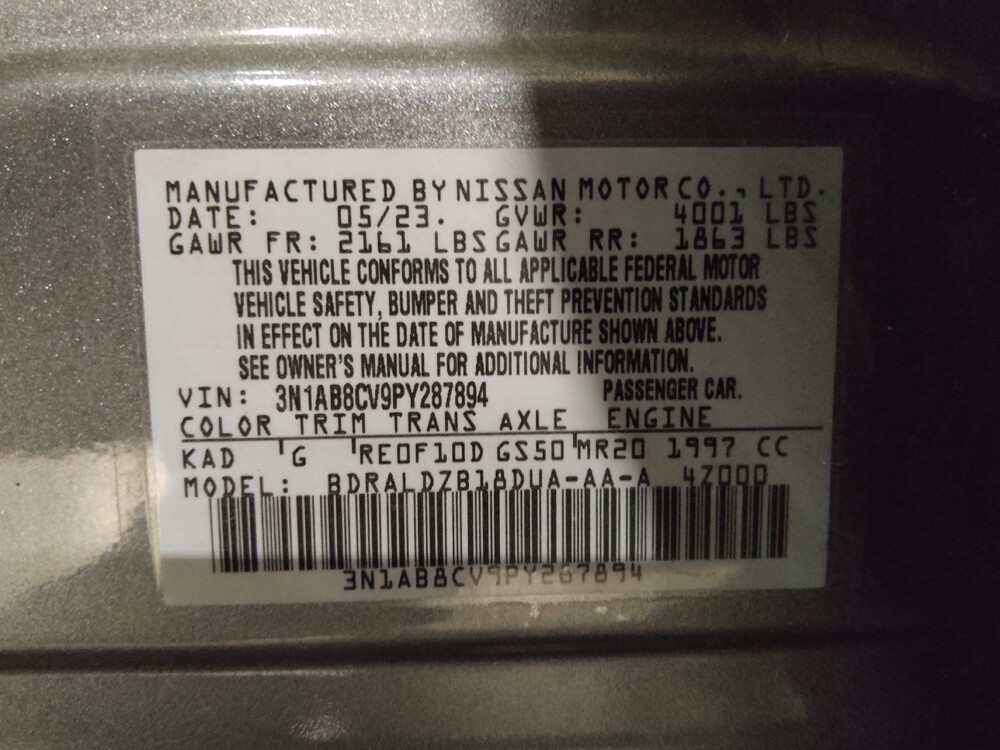 MANUFACTURED BY NISSAN MOTOR CO., LTD.
DATE: 05/23. GVWR: 4001 LBS
GAWR FR: 2161 LBS GAWR RR: 1863 LBS
THIS VEHICLE CONFORMS TO ALL APPLICABLE FEDERAL MOTOR
VEHICLE SAFETY, BUMPER AND THEFT PREVENTION STANDARDS
IN EFFECT ON THE DATE OF MANUFACTURE SHOWN ABOVE.
SEE OWNER'S MANUAL FOR ADDITIONAL INFORMATION.
VIN: 3N1AB8CV9PY287894 PASSENGER CAR.
COLOR TRIM TRANS AXLE ENGINE
KAD G RE0F10D GS50 MR20 1997 CC
MODEL: BDRALDZB18DUA-AA-A 4Z000
3N1AB8CV9PY287894